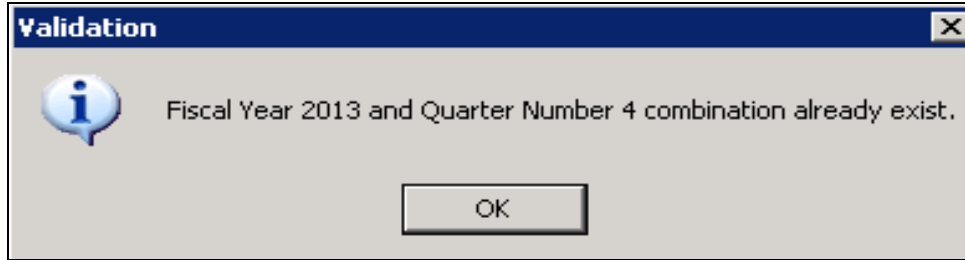 Validation
Fiscal Year 2013 and Quarter Number 4 combination already exist.
OK